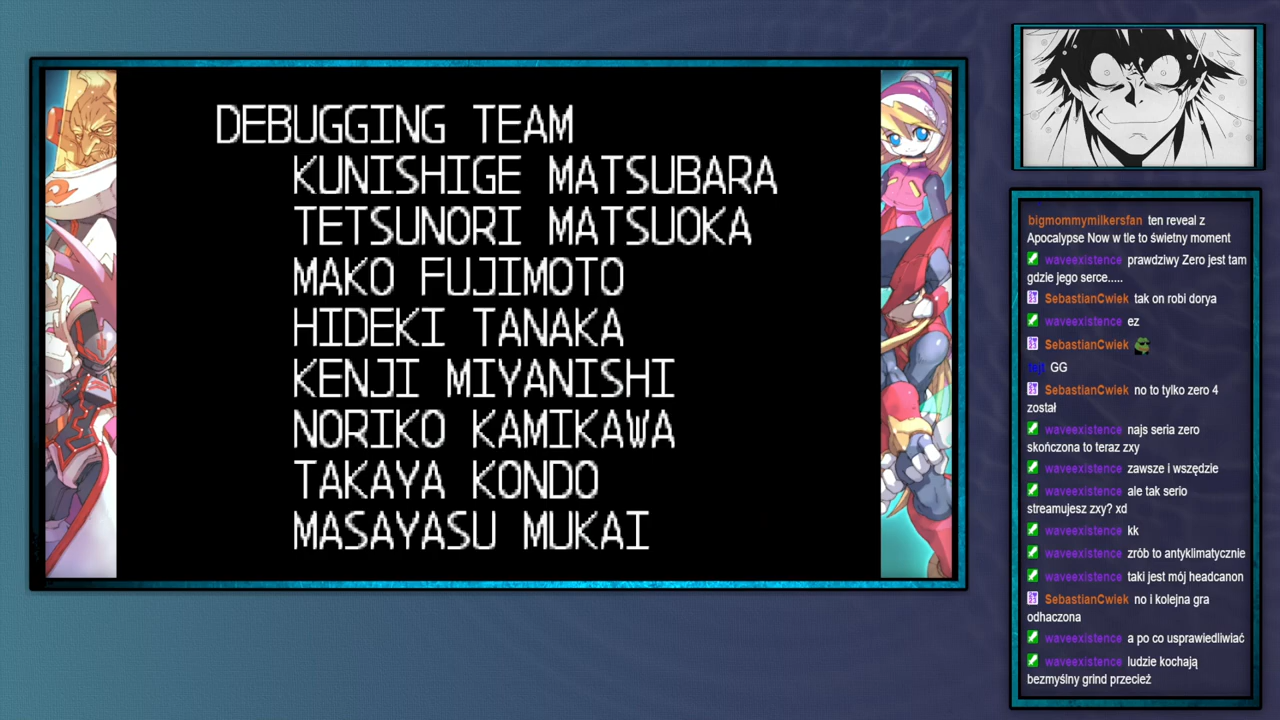 DEBUGGING TEAM
KUNISHIGE MATSUBARA
TETSUNORI MATSUOKA
MAKO FUJIMOTO
HIDEKI TANAKA
KENJI MIYANISHI
NORIKO KAMIKAWA
TAKAYA KONDO
MASAYASU MUKAI
bigmommymilkersfan ten reveal z
Apocalypse Now w tle to świetny moment
waveexistence prawdziwy Zero jest tam
gdzie jego serce.....
SebastianCwiek tak on robi dorya
waveexistence ez
SebastianCwiek
GG
SebastianCwiek no to tylko zero 4
został
waveexistence najs seria zero
skończona to teraz zxy
waveexistence zawsze i wszędzie
waveexistence ale tak serio
streamujesz zxy? xd
waveexistence kk
waveexistence zrób to antyklimatycznie
waveexistence taki jest mój headcanon
SebastianCwiek no i kolejna gra
odhaczona
waveexistence a po co usprawiedliwiać
waveexistence ludzie kochają
bezmyślny grind przecież